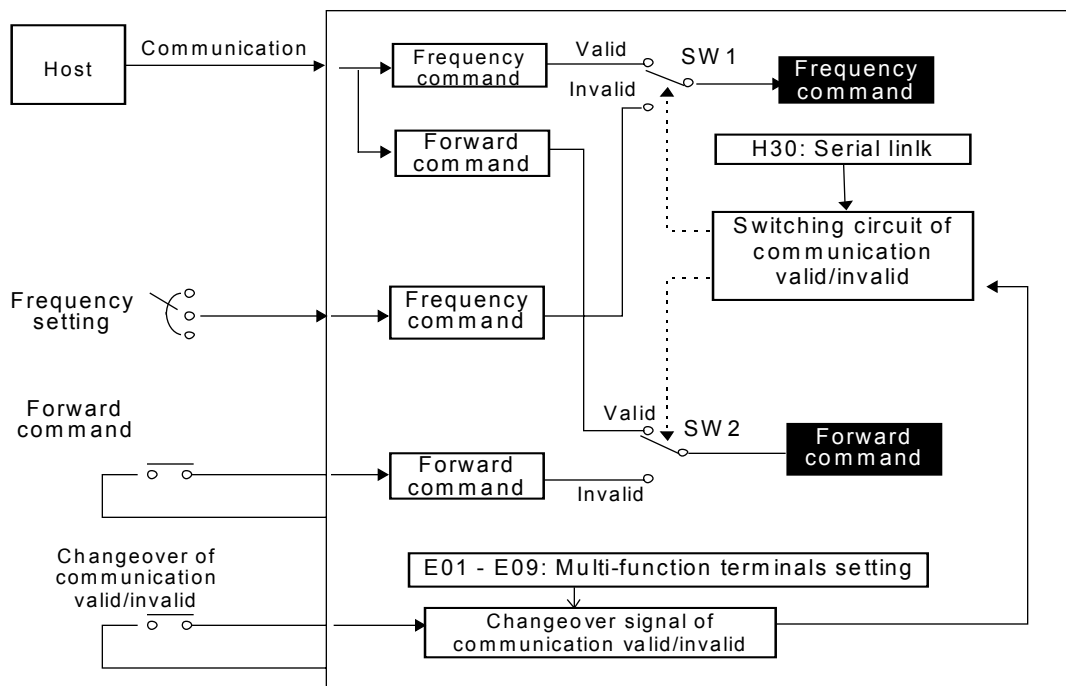 Host
Communication
Frequency
command
Valid
SW1
Invalid
Frequency
command
Forward
command
H30: Serial linlk
Switching circuit of
communication
valid/invalid
Frequency
setting
Frequency
command
Forward
command
Valid
SW2
Forward
command
Forward
command
Invalid
Changeover of
communication
valid/invalid
E01 - E09: Multi-function terminals setting
Changeover signal of
communication valid/invalid